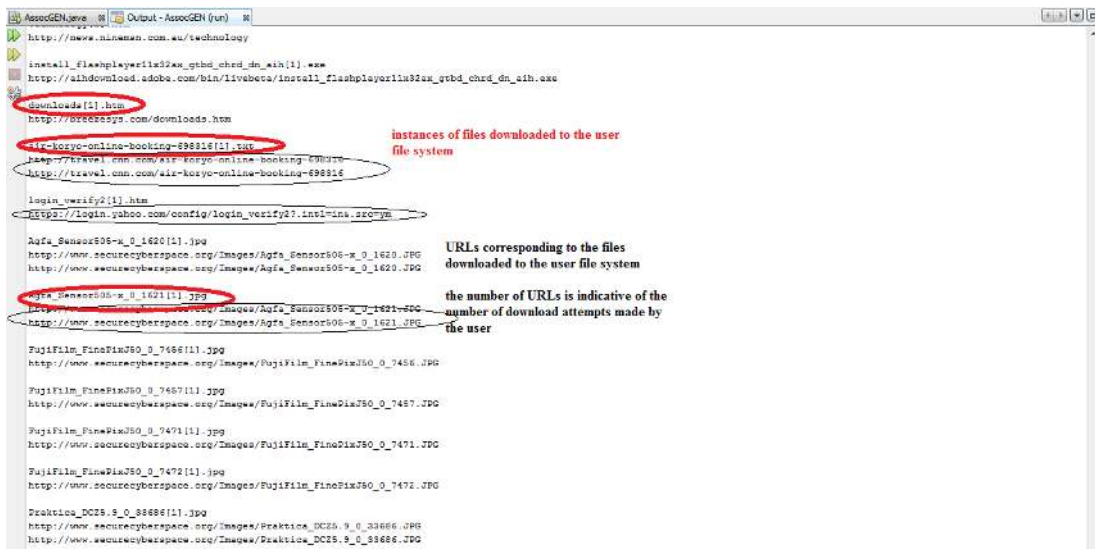 AssocGEN.java
Output - AssocGEN (run)
http://news.ninemsn.com.au/technology
install_flashplayer11x32ax_gtbd_chrd_dn_aih[1].exe
http://aihdownload.adobe.com/bin/livebeta/install_flashplayer11x32ax_gtbd_chrd_dn_aih.exe
downloads[1].htm
http://breezesys.com/downloads.htm
air-koryo-online-booking-698316[1].txt
http://travel.cnn.com/air-koryo-online-booking-698316
http://travel.cnn.com/air-koryo-online-booking-698316
instances of files downloaded to the user
file system
login_verify2[1].htm
https://login.yahoo.com/config/login_verify2?.intl=in&.src=ym
Agfa_Sensor505-x_0_1620[1].jpg
http://www.securecyberspace.org/Images/Agfa_Sensor505-x_0_1620.JPG
http://www.securecyberspace.org/Images/Agfa_Sensor505-x_0_1620.JPG
URLs corresponding to the files
downloaded to the user file system
Agfa_Sensor505-x_0_1621[1].jpg
http://www.securecyberspace.org/Images/Agfa_Sensor505-x_0_1621.JPG
http://www.securecyberspace.org/Images/Agfa_Sensor505-x_0_1621.JPG
the number of URLs is indicative of the
number of download attempts made by
the user
FujiFilm_FinePixJ50_0_7456[1].jpg
http://www.securecyberspace.org/Images/FujiFilm_FinePixJ50_0_7456.JPG
FujiFilm_FinePixJ50_0_7457[1].jpg
http://www.securecyberspace.org/Images/FujiFilm_FinePixJ50_0_7457.JPG
FujiFilm_FinePixJ50_0_7471[1].jpg
http://www.securecyberspace.org/Images/FujiFilm_FinePixJ50_0_7471.JPG
FujiFilm_FinePixJ50_0_7472[1].jpg
http://www.securecyberspace.org/Images/FujiFilm_FinePixJ50_0_7472.JPG
Praktica_DCZ5.9_0_33686[1].jpg
http://www.securecyberspace.org/Images/Praktica_DCZ5.9_0_33686.JPG
http://www.securecyberspace.org/Images/Praktica_DCZ5.9_0_33686.JPG